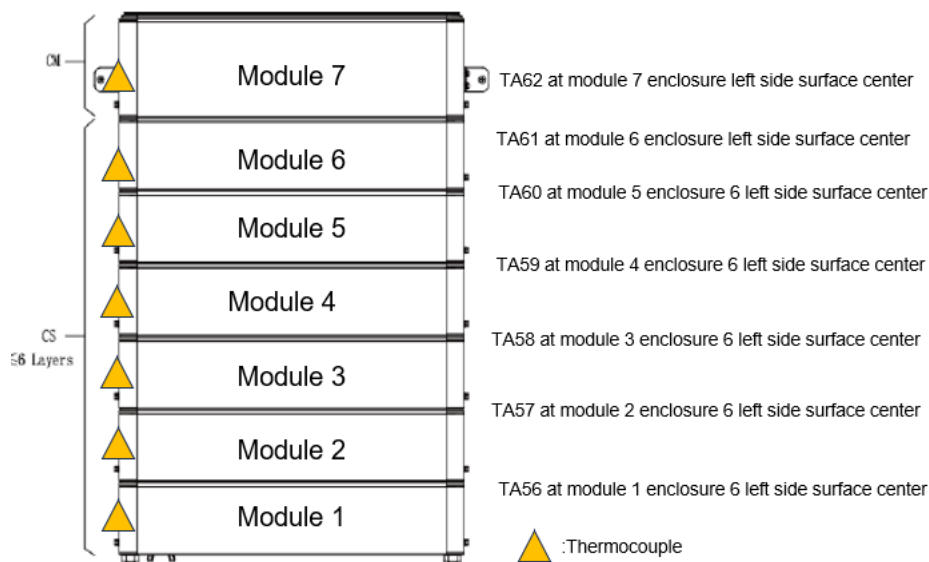 CM
Module 7
TA62 at module 7 enclosure left side surface center
TA61 at module 6 enclosure left side surface center
Module 6
TA60 at module 5 enclosure 6 left side surface center
Module 5
TA59 at module 4 enclosure 6 left side surface center
Module 4
CS
≤6 Layers
TA58 at module 3 enclosure 6 left side surface center
Module 3
TA57 at module 2 enclosure 6 left side surface center
Module 2
TA56 at module 1 enclosure 6 left side surface center
Module 1
:Thermocouple